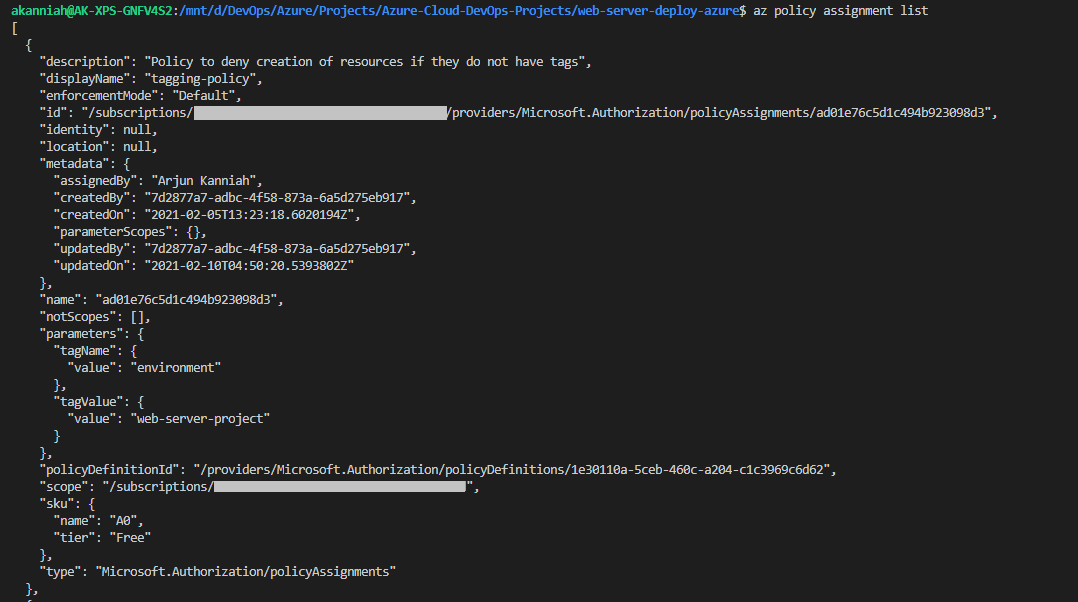 akanniah@AK-XPS-GNFV4S2:/mnt/d/DevOps/Azure/Projects/Azure-Cloud-DevOps-Projects/web-server-deploy-azure$ az policy assignment list
[
  {
    "description": "Policy to deny creation of resources if they do not have tags",
    "displayName": "tagging-policy",
    "enforcementMode": "Default",
    "id": "/subscriptions/ /providers/Microsoft.Authorization/policyAssignments/ad01e76c5d1c494b923098d3",
    "identity": null,
    "location": null,
    "metadata": {
      "assignedBy": "Arjun Kanniah",
      "createdBy": "7d2877a7-adbc-4f58-873a-6a5d275eb917",
      "createdOn": "2021-02-05T13:23:18.6020194Z",
      "parameterScopes": {},
      "updatedBy": "7d2877a7-adbc-4f58-873a-6a5d275eb917",
      "updatedOn": "2021-02-10T04:50:20.5393802Z"
    },
    "name": "ad01e76c5d1c494b923098d3",
    "notScopes": [],
    "parameters": {
      "tagName": {
        "value": "environment"
      },
      "tagValue": {
        "value": "web-server-project"
      }
    },
    "policyDefinitionId": "/providers/Microsoft.Authorization/policyDefinitions/1e30110a-5ceb-460c-a204-c1c3969c6d62",
    "scope": "/subscriptions/ ",
    "sku": {
      "name": "A0",
      "tier": "Free"
    },
    "type": "Microsoft.Authorization/policyAssignments"
  },